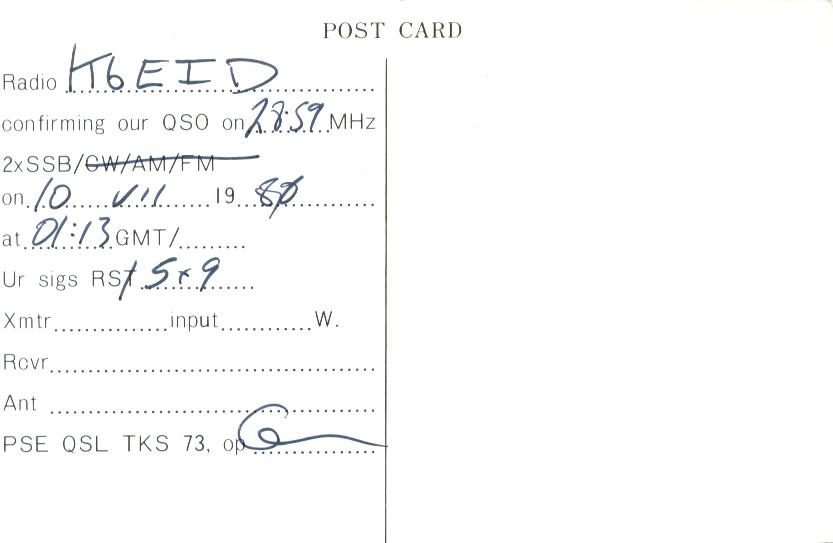 POST CARD
Radio K6EID
confirming our QSO on 28.59 MHz
2xSSB/CW/AM/FM
on 10 VII 19 80
at 01:13 GMT/
Ur sigs RST 5x9
Xmtr input W.
Rcvr
Ant
PSE QSL TKS 73, op